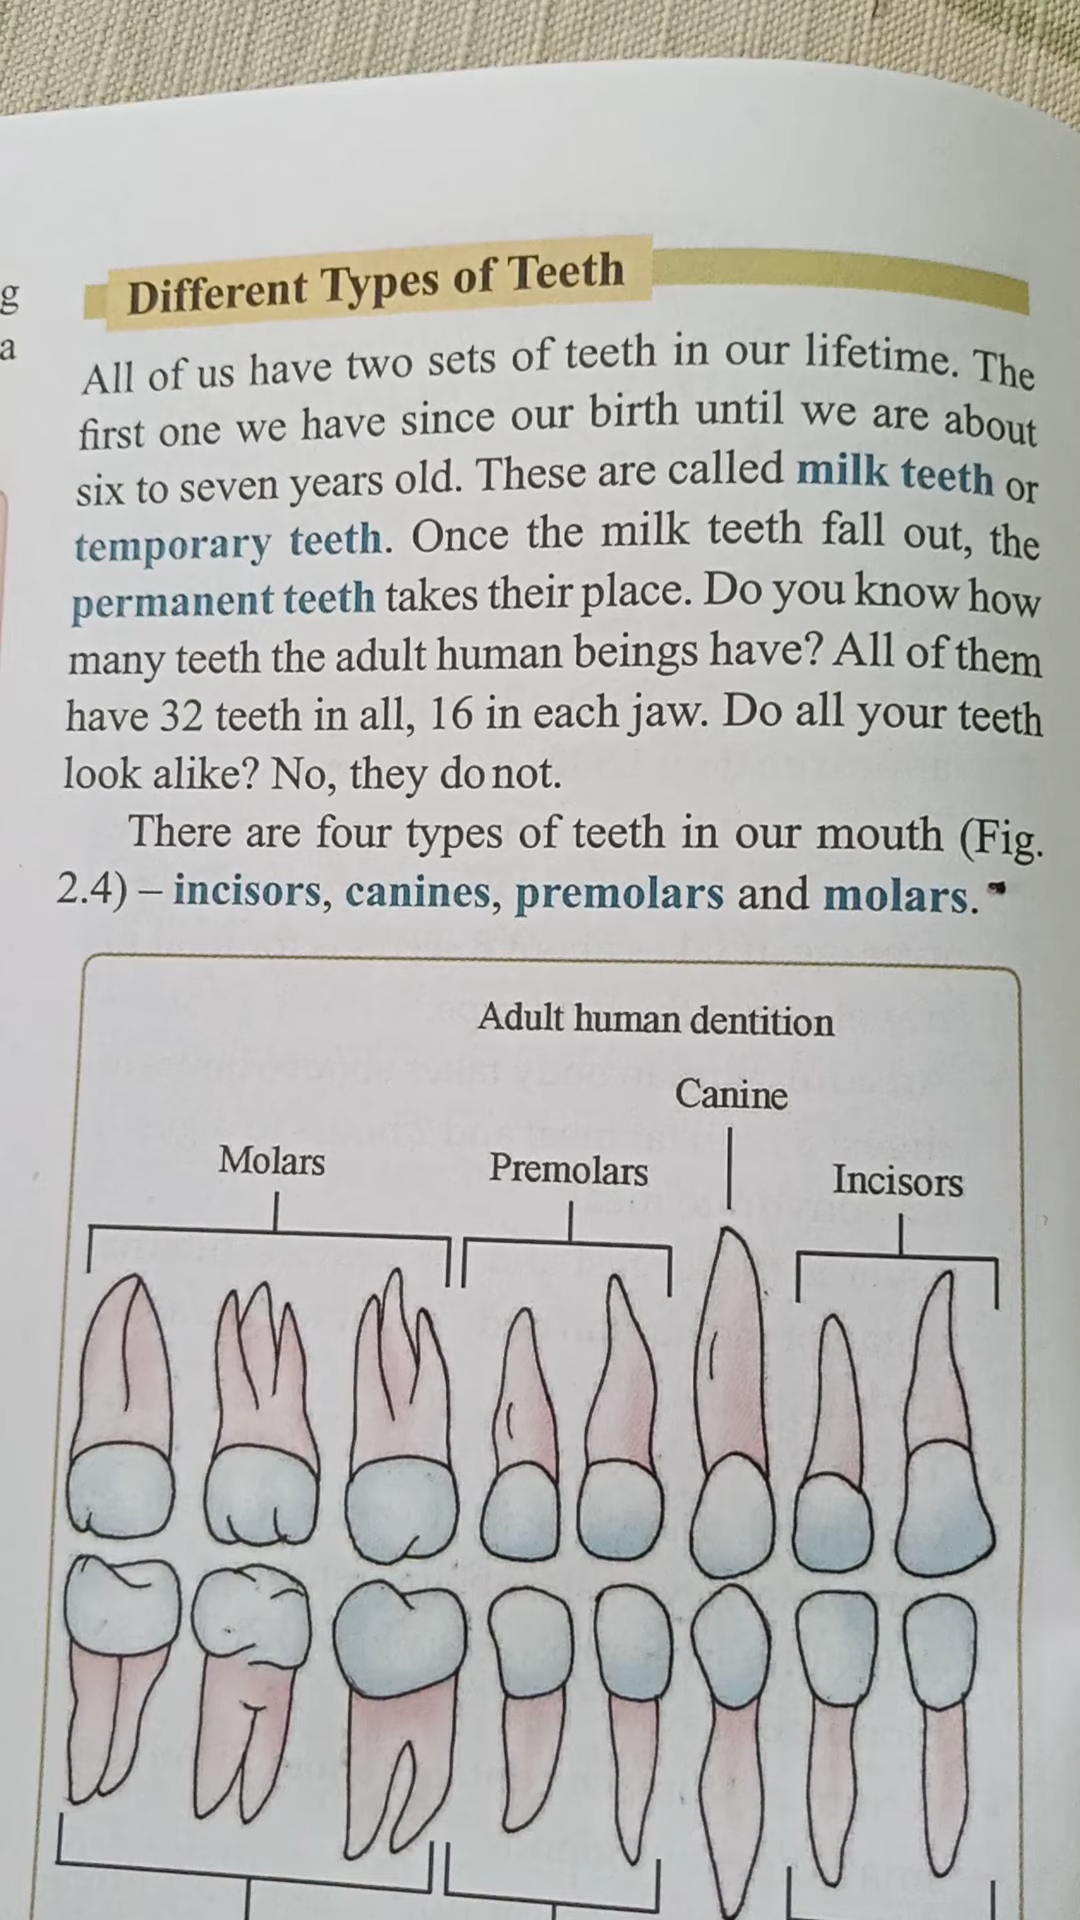 g
a
Different Types of Teeth
All of us have two sets of teeth in our lifetime. The
first one we have since our birth until we are about
six to seven years old. These are called milk teeth or
temporary teeth. Once the milk teeth fall out, the
permanent teeth takes their place. Do you know how
many teeth the adult human beings have? All of them
have 32 teeth in all, 16 in each jaw. Do all your teeth
look alike? No, they do not.
There are four types of teeth in our mouth (Fig.
2.4) – incisors, canines, premolars and molars.
Adult human dentition
Canine
Molars
Premolars
Incisors